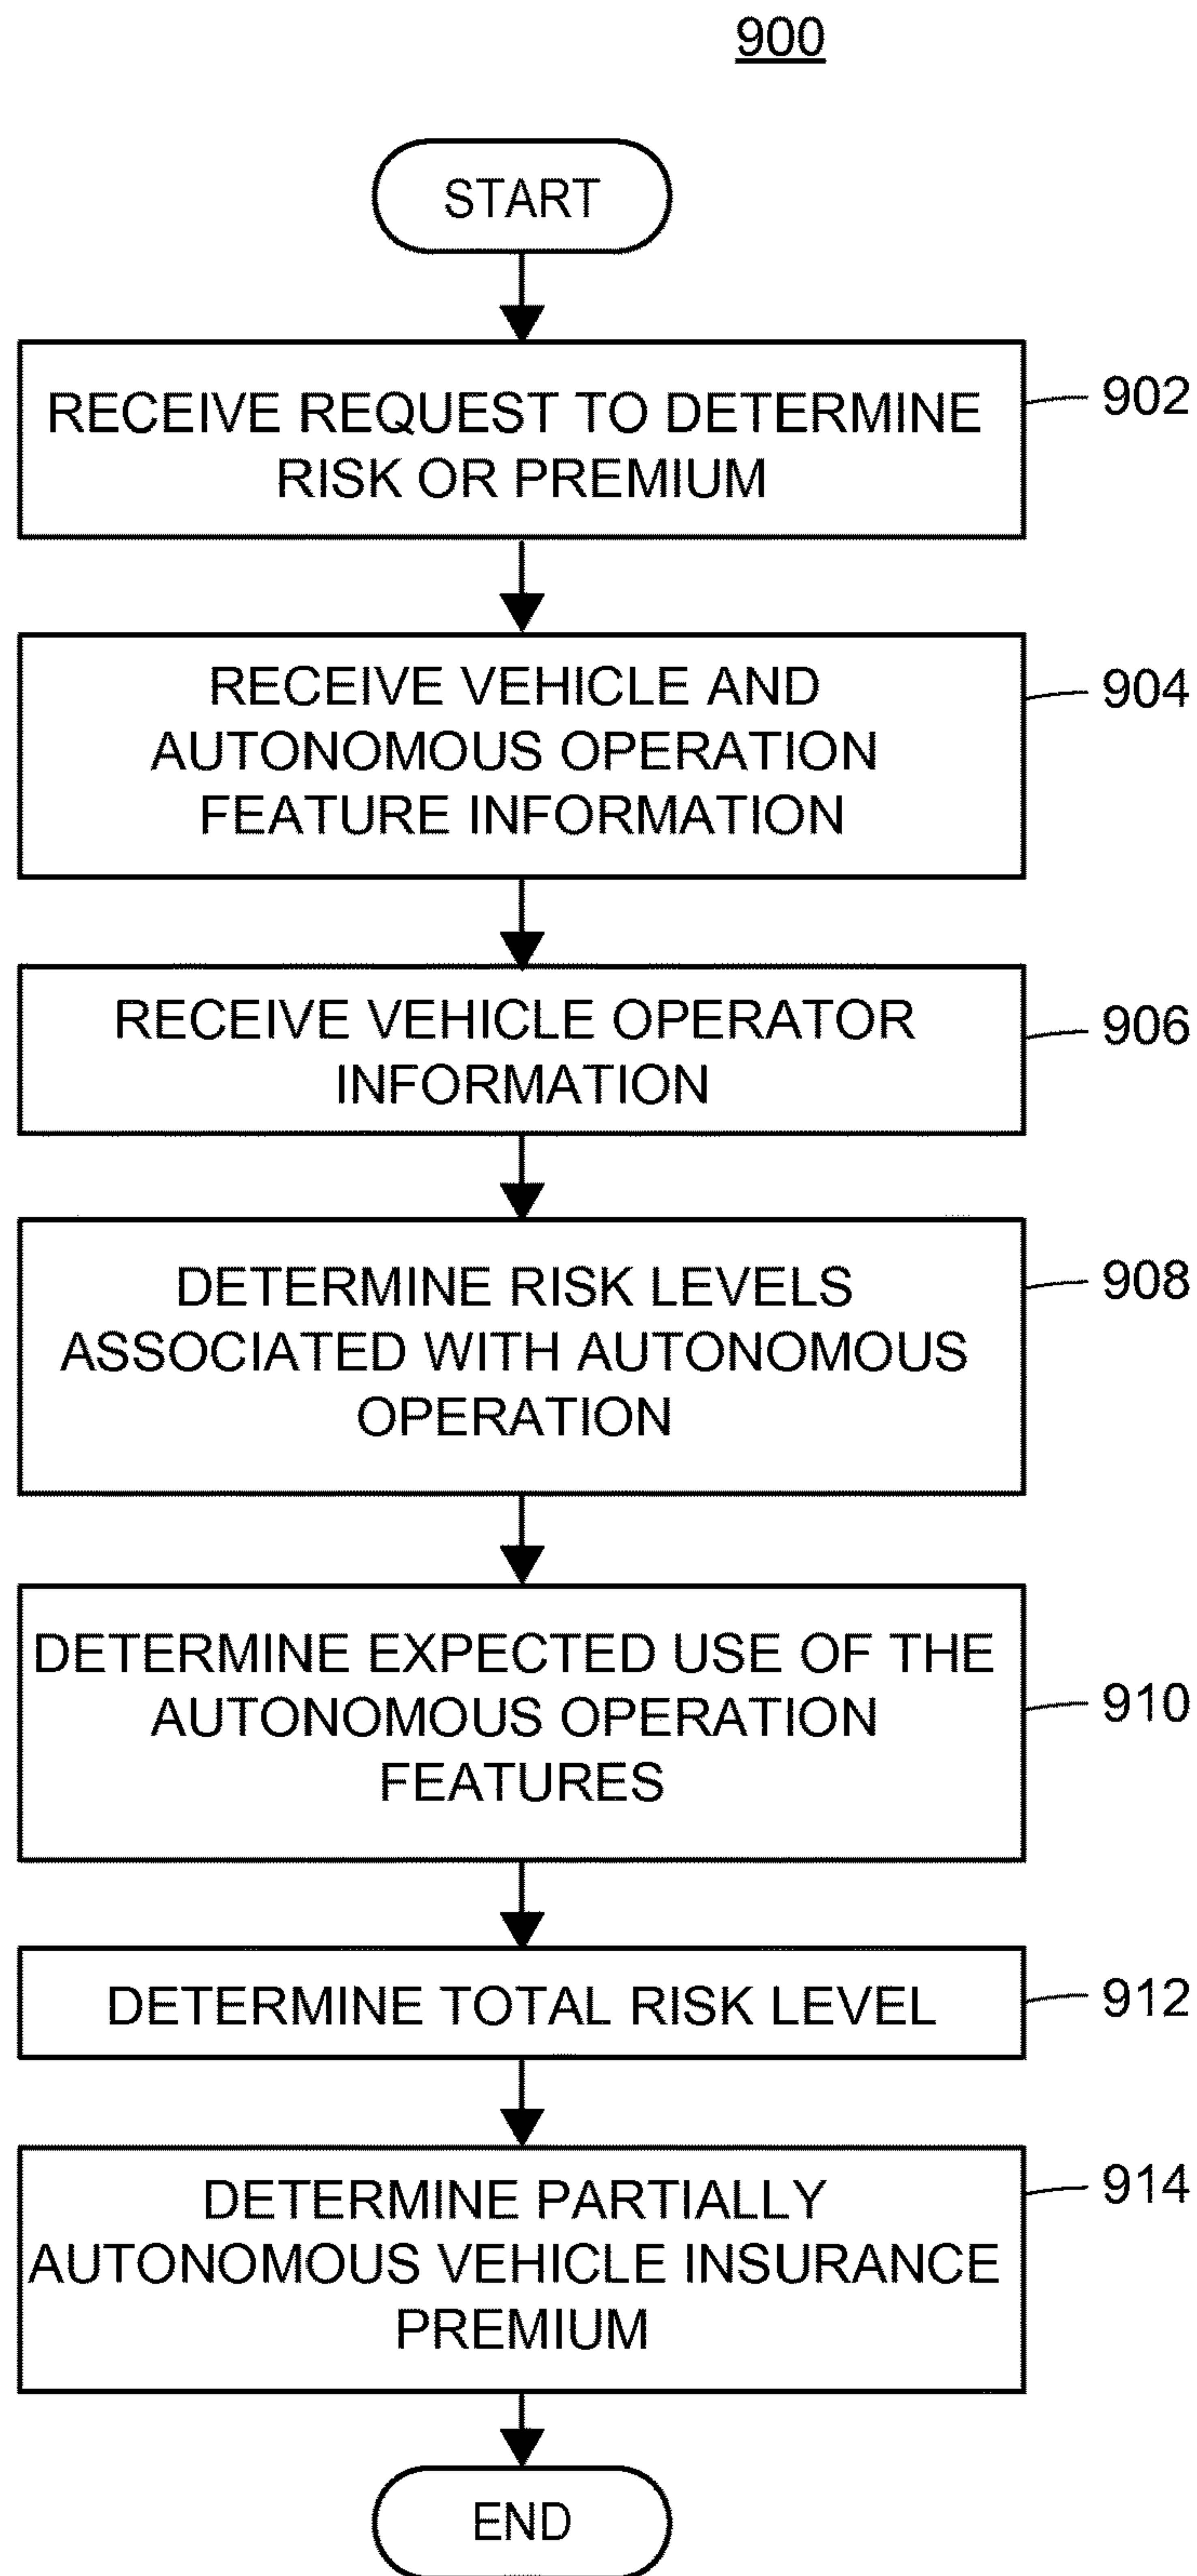 900
START
RECEIVE REQUEST TO DETERMINE
RISK OR PREMIUM
902
RECEIVE VEHICLE AND
AUTONOMOUS OPERATION
FEATURE INFORMATION
904
RECEIVE VEHICLE OPERATOR
INFORMATION
906
DETERMINE RISK LEVELS
ASSOCIATED WITH AUTONOMOUS
OPERATION
908
DETERMINE EXPECTED USE OF THE
AUTONOMOUS OPERATION
FEATURES
910
DETERMINE TOTAL RISK LEVEL
912
DETERMINE PARTIALLY
AUTONOMOUS VEHICLE INSURANCE
PREMIUM
914
END